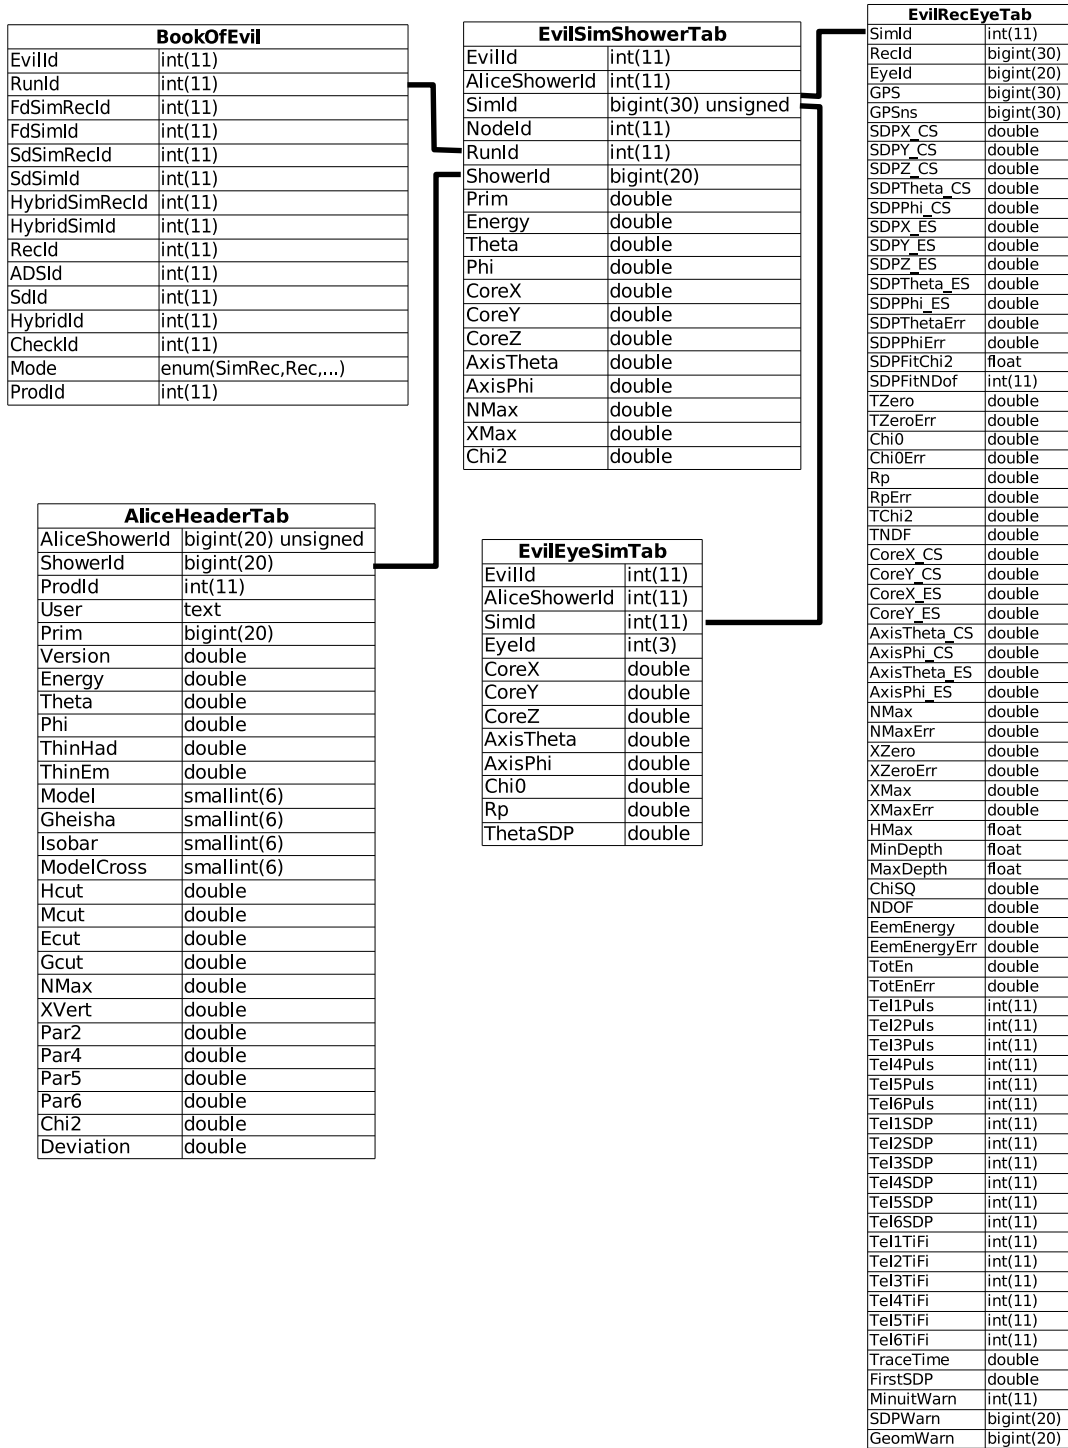 BookOfEvil
EvilId int(11)
RunId int(11)
FdSimRecId int(11)
FdSimId int(11)
SdSimRecId int(11)
SdSimId int(11)
HybridSimRecId int(11)
HybridSimId int(11)
RecId int(11)
ADSId int(11)
SdId int(11)
HybridId int(11)
CheckId int(11)
Mode enum(SimRec,Rec,...)
ProdId int(11)
AliceHeaderTab
AliceShowerId bigint(20) unsigned
ShowerId bigint(20)
ProdId int(11)
User text
Prim bigint(20)
Version double
Energy double
Theta double
Phi double
ThinHad double
ThinEm double
Model smallint(6)
Gheisha smallint(6)
Isobar smallint(6)
ModelCross smallint(6)
Hcut double
Mcut double
Ecut double
Gcut double
NMax double
XVert double
Par2 double
Par4 double
Par5 double
Par6 double
Chi2 double
Deviation double
EvilSimShowerTab
EvilId int(11)
AliceShowerId int(11)
SimId bigint(30) unsigned
NodeId int(11)
RunId int(11)
ShowerId bigint(20)
Prim double
Energy double
Theta double
Phi double
CoreX double
CoreY double
CoreZ double
AxisTheta double
AxisPhi double
NMax double
XMax double
Chi2 double
EvilEyeSimTab
EvilId int(11)
AliceShowerId int(11)
SimId int(11)
EyeId int(3)
CoreX double
CoreY double
CoreZ double
AxisTheta double
AxisPhi double
Chi0 double
Rp double
ThetaSDP double
EvilRecEyeTab
SimId int(11)
RecId bigint(30)
EyeId bigint(20)
GPS bigint(30)
GPSns bigint(30)
SDPX_CS double
SDPY_CS double
SDPZ_CS double
SDPTheta_CS double
SDPPhi_CS double
SDPX_ES double
SDPY_ES double
SDPZ_ES double
SDPTheta_ES double
SDPPhi_ES double
SDPThetaErr double
SDPPhiErr double
SDPFitChi2 float
SDPFitNDof int(11)
TZero double
TZeroErr double
Chi0 double
Chi0Err double
Rp double
RpErr double
TChi2 double
TNDF double
CoreX_CS double
CoreY_CS double
CoreX_ES double
CoreY_ES double
AxisTheta_CS double
AxisPhi_CS double
AxisTheta_ES double
AxisPhi_ES double
NMax double
NMaxErr double
XZero double
XZeroErr double
XMax double
XMaxErr double
HMax float
MinDepth float
MaxDepth float
ChiSQ double
NDOF double
EemEnergy double
EemEnergyErr double
TotEn double
TotEnErr double
Tel1Puls int(11)
Tel2Puls int(11)
Tel3Puls int(11)
Tel4Puls int(11)
Tel5Puls int(11)
Tel6Puls int(11)
Tel1SDP int(11)
Tel2SDP int(11)
Tel3SDP int(11)
Tel4SDP int(11)
Tel5SDP int(11)
Tel6SDP int(11)
Tel1TiFi int(11)
Tel2TiFi int(11)
Tel3TiFi int(11)
Tel4TiFi int(11)
Tel5TiFi int(11)
Tel6TiFi int(11)
TraceTime double
FirstSDP double
MinuitWarn int(11)
SDPWarn bigint(20)
GeomWarn bigint(20)